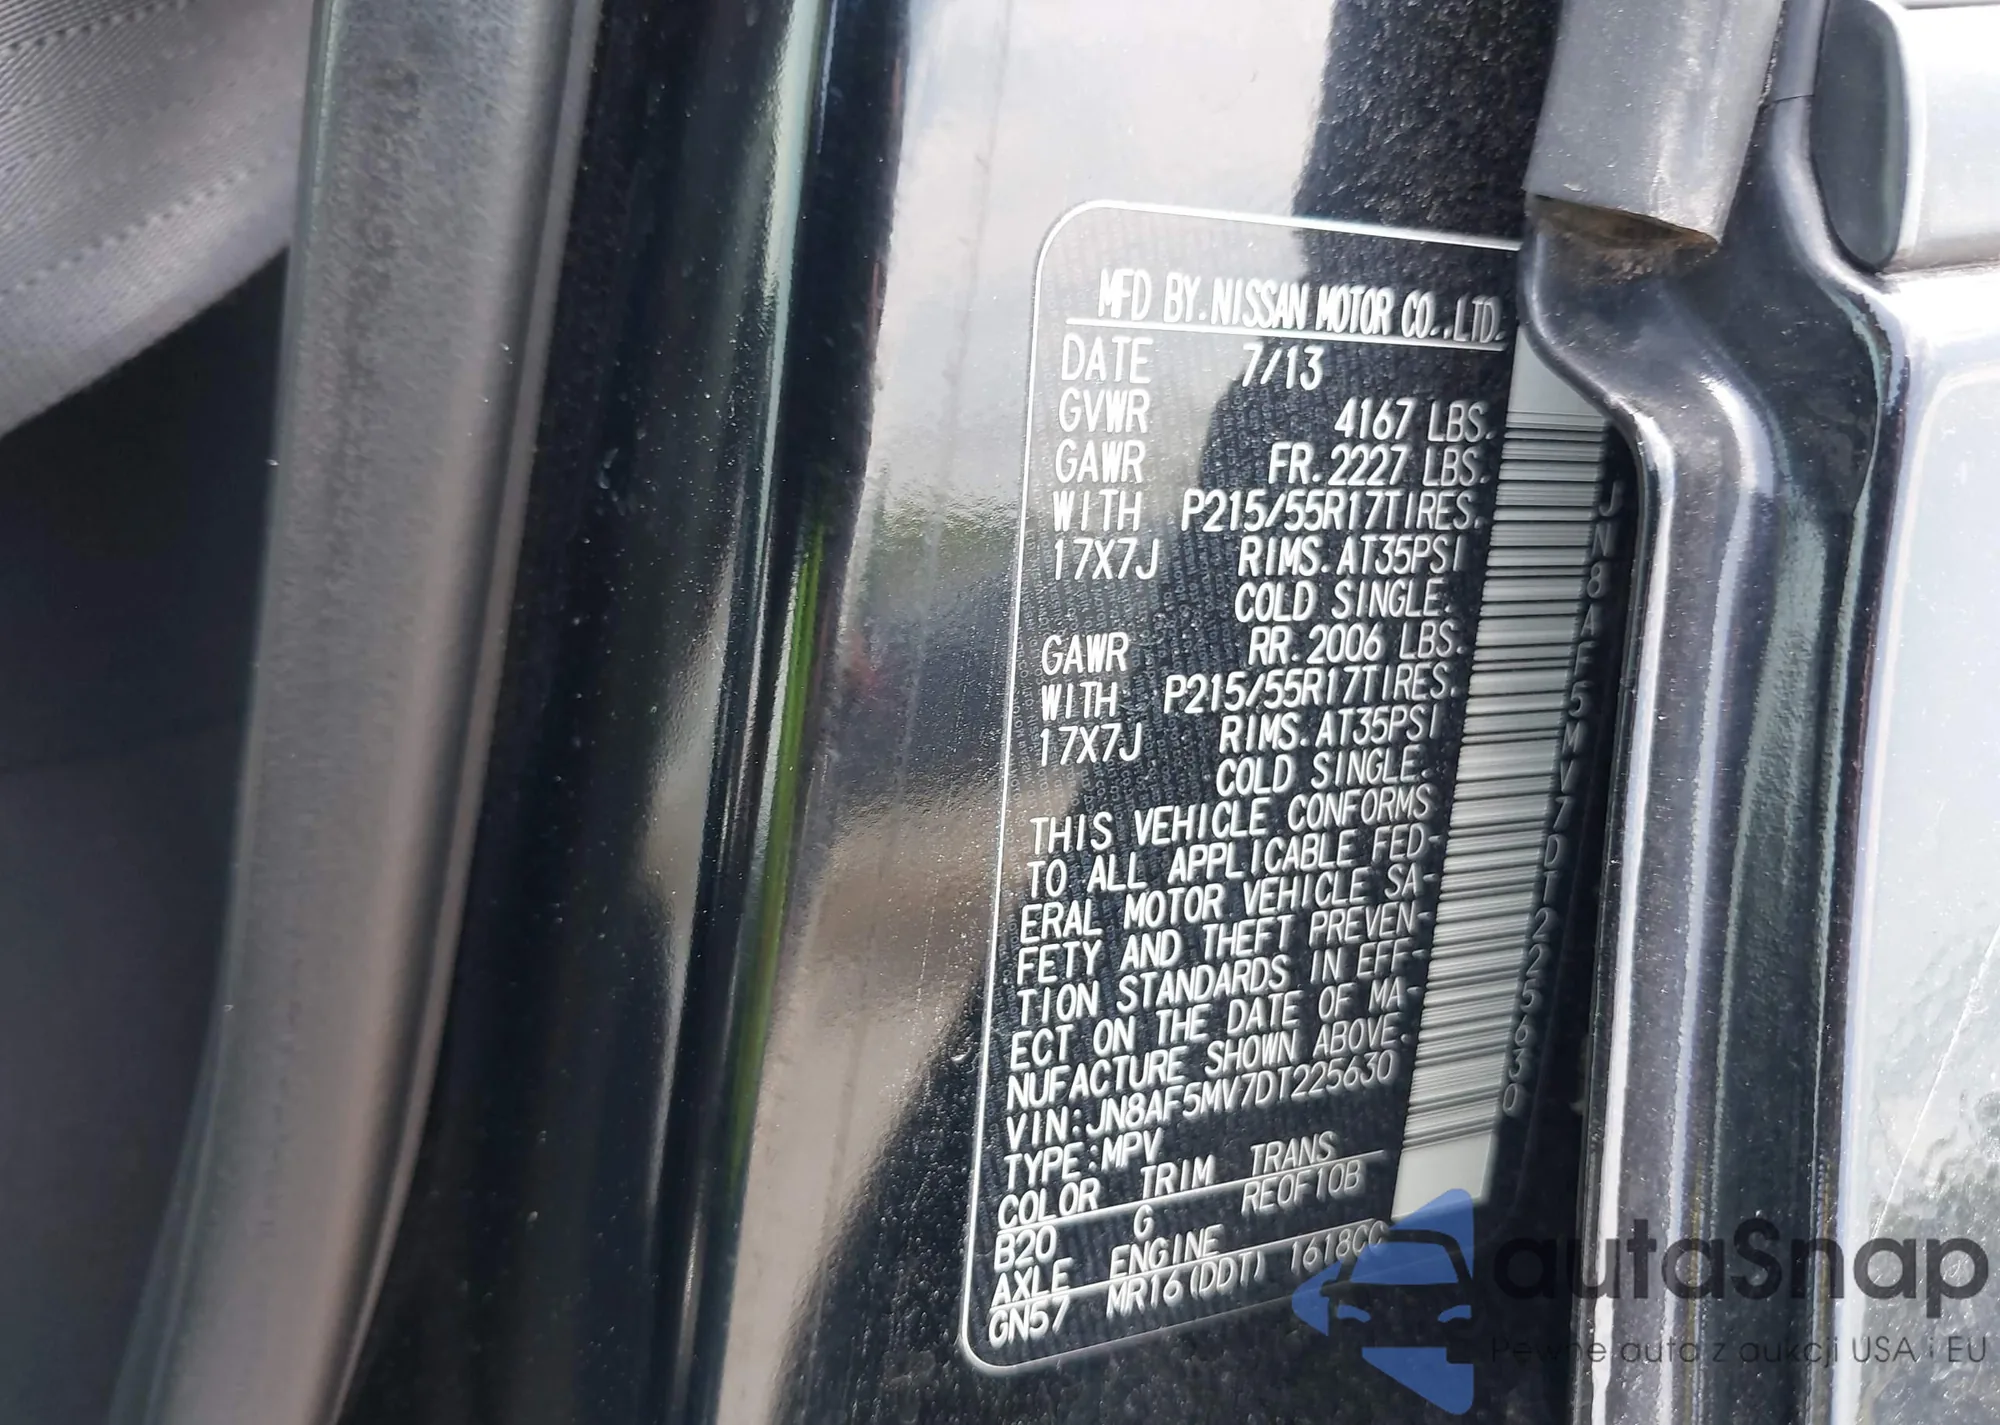 MFD BY.NISSAN MOTOR CO.,LTD.
DATE 7/13
GVWR 4167 LBS.
GAWR FR.2227 LBS.
WITH P215/55R17TIRES.
17X7J RIMS.AT35PSI
COLD SINGLE.
GAWR RR.2006 LBS.
WITH P215/55R17TIRES.
17X7J RIMS.AT35PSI
COLD SINGLE.
THIS VEHICLE CONFORMS
TO ALL APPLICABLE FED-
ERAL MOTOR VEHICLE SA-
FETY AND THEFT PREVEN-
TION STANDARDS IN EFF-
ECT ON THE DATE OF MA-
NUFACTURE SHOWN ABOVE.
VIN:JN8AF5MV7DT225630
TYPE:MPV
COLOR TRIM TRANS
B20 G REOF10B
AXLE ENGINE
GN57 MR16(DDT) 1618CC
JN8AF5MV7DT225630
autaSnap
Pewne auta z aukcji USA i EU